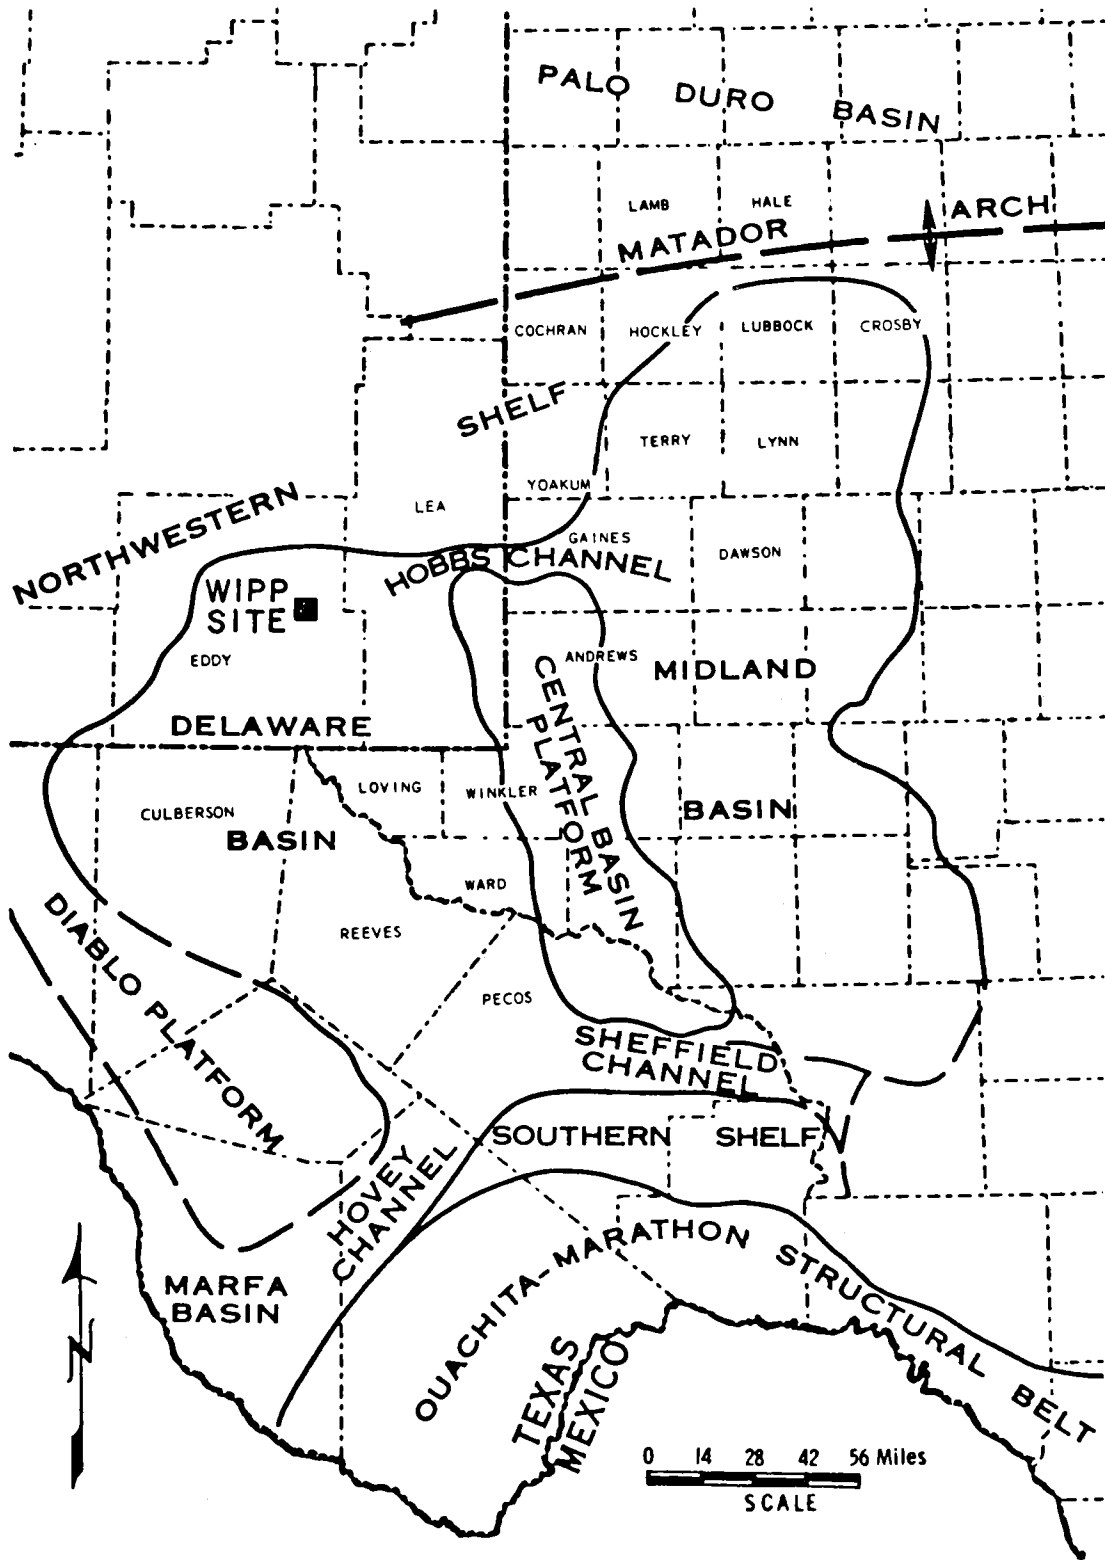 PALO DURO BASIN
LAMB
HALE
MATADOR ARCH
COCHRAN
HOCKLEY
LUBBOCK
CROSBY
NORTHWESTERN SHELF
TERRY
LYNN
YOAKUM
LEA
GAINES
DAWSON
HOBBS CHANNEL
WIPP
SITE
EDDY
ANDREWS
MIDLAND
BASIN
CENTRAL BASIN
PLATFORM
DELAWARE
BASIN
LOVING
WINKLER
CULBERSON
WARD
REEVES
PECOS
DIABLO PLATFORM
SHEFFIELD
CHANNEL
SOUTHERN SHELF
HOVEY
CHANNEL
MARFA
BASIN
OUACHITA-MARATHON STRUCTURAL BELT
TEXAS
MEXICO
N
0 14 28 42 56 Miles
SCALE